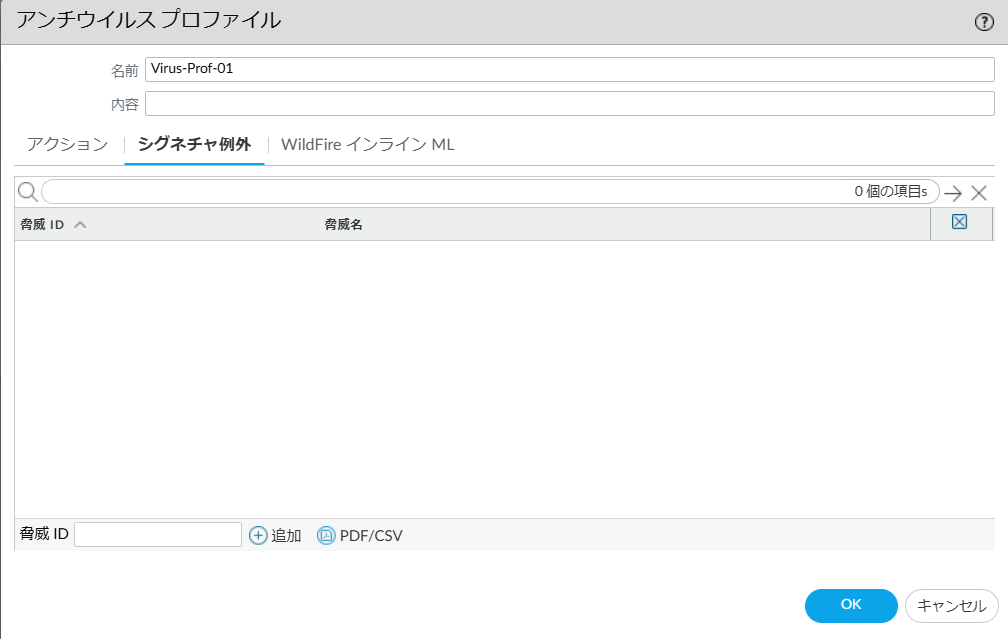 アンチウイルス プロファイル
名前 Virus-Prof-01
内容
アクション シグネチャ例外 WildFire インライン ML
0 個の項目s
脅威 ID 脅威名
脅威 ID 追加 PDF/CSV
OK キャンセル